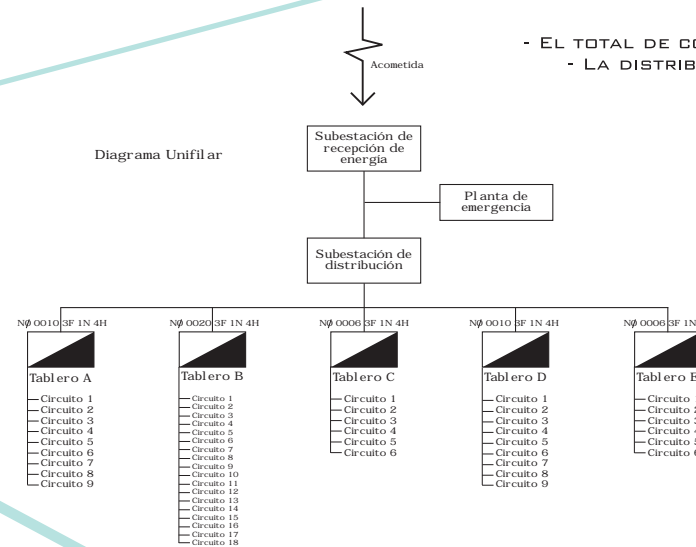 - EL TOTAL DE
- LA DISTRIB
Acometida
Diagrama Unifilar
Subestación de
recepción de
energía
Planta de
emergencia
Subestación de
distribución
NØ 0010 3F 1N 4H
Tablero A
Circuito 1
Circuito 2
Circuito 3
Circuito 4
Circuito 5
Circuito 6
Circuito 7
Circuito 8
Circuito 9
NØ 0020 3F 1N 4H
Tablero B
Circuito 1
Circuito 2
Circuito 3
Circuito 4
Circuito 5
Circuito 6
Circuito 7
Circuito 8
Circuito 9
Circuito 10
Circuito 11
Circuito 12
Circuito 13
Circuito 14
Circuito 15
Circuito 16
Circuito 17
Circuito 18
NØ 0006 3F 1N 4H
Tablero C
Circuito 1
Circuito 2
Circuito 3
Circuito 4
Circuito 5
Circuito 6
NØ 0010 3F 1N 4H
Tablero D
Circuito 1
Circuito 2
Circuito 3
Circuito 4
Circuito 5
Circuito 6
Circuito 7
Circuito 8
Circuito 9
NØ 0006 3F 1N
Tablero E
Circuito
Circuito
Circuito
Circuito
Circuito
Circuito